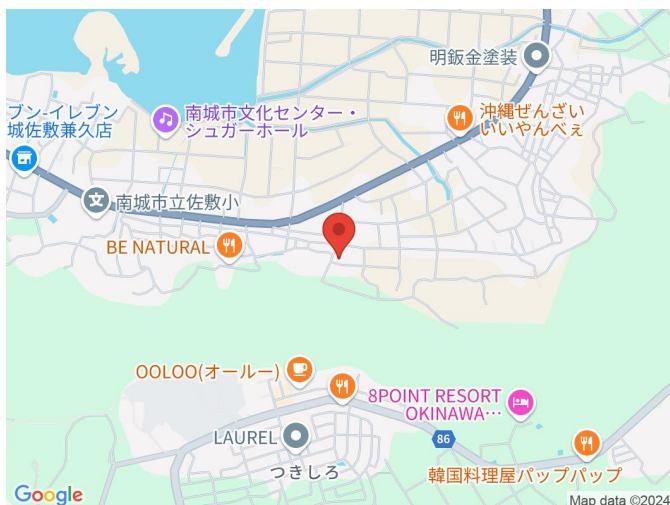 明鈑金塗装
ブン-イレブン
城佐敷兼久店
南城市文化センター・
シュガーホール
沖縄ぜんざい
いいやんべぇ
南城市立佐敷小
文
BE NATURAL
OOLOO(オールー)
8POINT RESORT
OKINAWA…
LAUREL
86
つきしろ
韓国料理屋パップパップ
Google
Map data ©2024